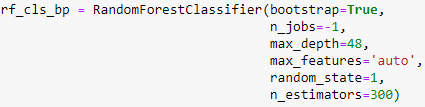 rf_cls_bp = RandomForestClassifier(bootstrap=True,
n_jobs=-1,
max_depth=48,
max_features='auto',
random_state=1,
n_estimators=300)